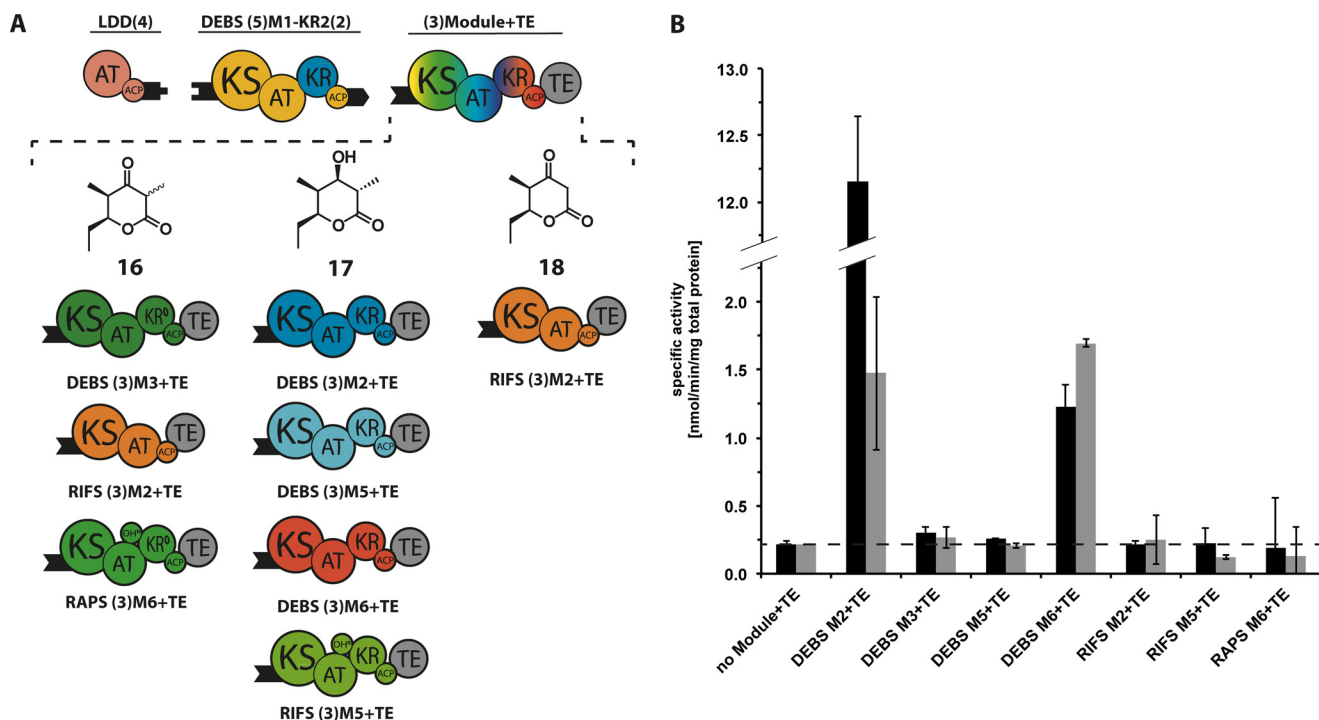 A
LDD(4)
DEBS (5)M1-KR2(2)
(3)Module+TE
AT
ACP
KS
AT
KR
ACP
KS
AT
KR
ACP
TE
O
O
O
16
OH
O
O
17
O
O
O
18
KS
AT
KR⁰
ACP
TE
DEBS (3)M3+TE
KS
AT
KR
ACP
TE
DEBS (3)M2+TE
KS
AT
ACP
TE
RIFS (3)M2+TE
KS
AT
ACP
TE
RIFS (3)M2+TE
KS
AT
KR
ACP
TE
DEBS (3)M5+TE
KS
AT
KR⁰
ACP
TE
RAPS (3)M6+TE
KS
AT
KR
ACP
TE
DEBS (3)M6+TE
KS
AT
KR
ACP
TE
RIFS (3)M5+TE
B
specific activity
[nmol/min/mg total protein]
13.0
12.5
12.0
2.0
1.5
1.0
0.5
0.0
no Module+TE
DEBS M2+TE
DEBS M3+TE
DEBS M5+TE
DEBS M6+TE
RIFS M2+TE
RIFS M5+TE
RAPS M6+TE